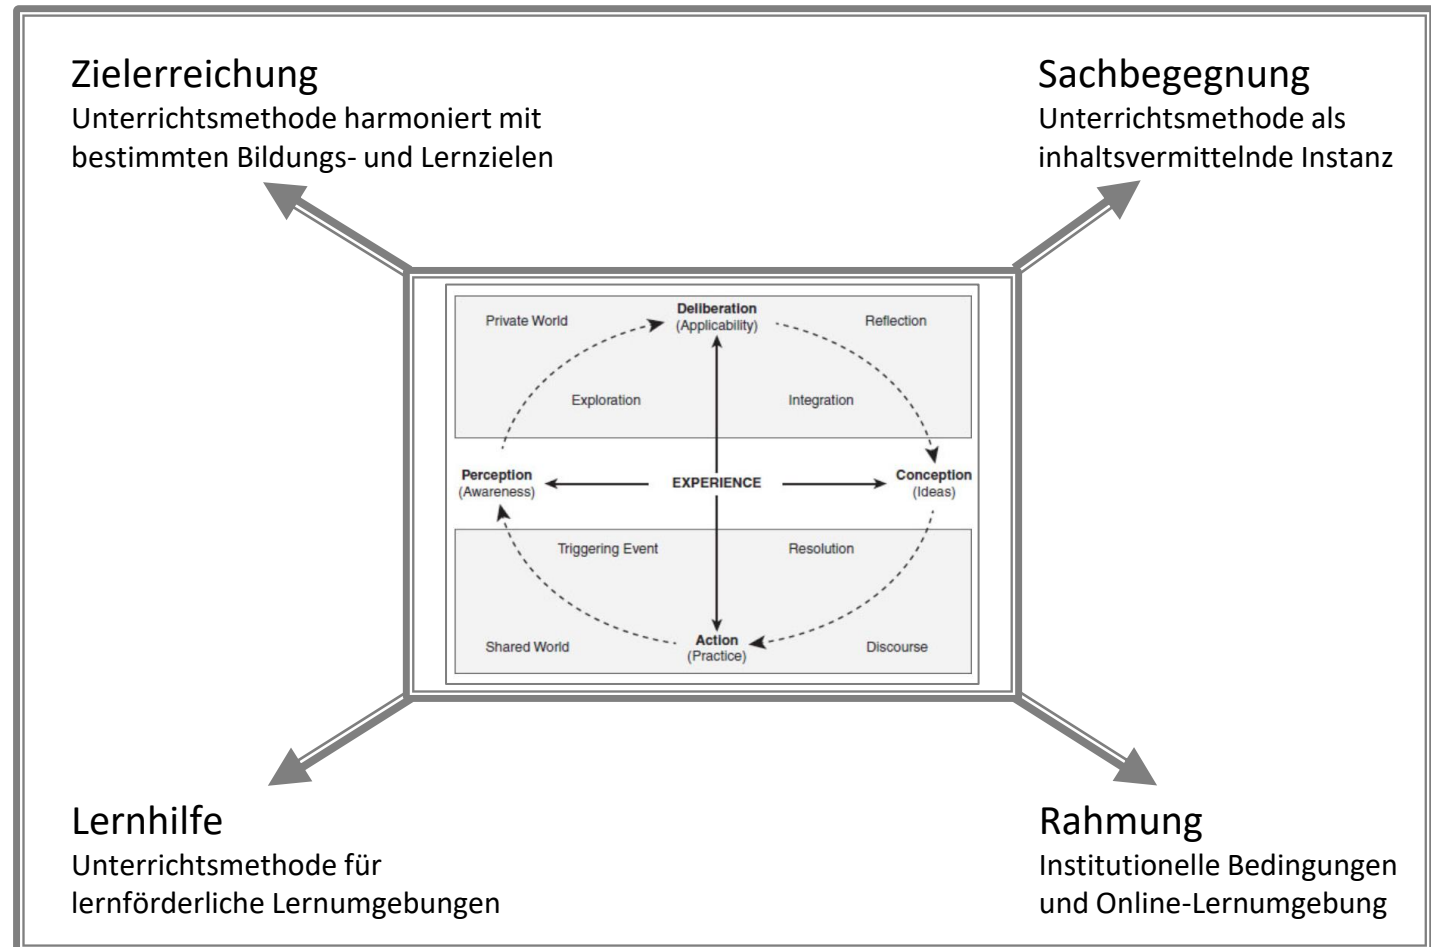 Zielerreichung
Unterrichtsmethode harmoniert mit
bestimmten Bildungs- und Lernzielen
Sachbegegnung
Unterrichtsmethode als
inhaltsvermittelnde Instanz
Deliberation
(Applicability)
Private World
Reflection
Exploration
Integration
Perception
(Awareness)
EXPERIENCE
Conception
(Ideas)
Triggering Event
Resolution
Shared World
Action
(Practice)
Discourse
Lernhilfe
Unterrichtsmethode für
lernförderliche Lernumgebungen
Rahmung
Institutionelle Bedingungen
und Online-Lernumgebung